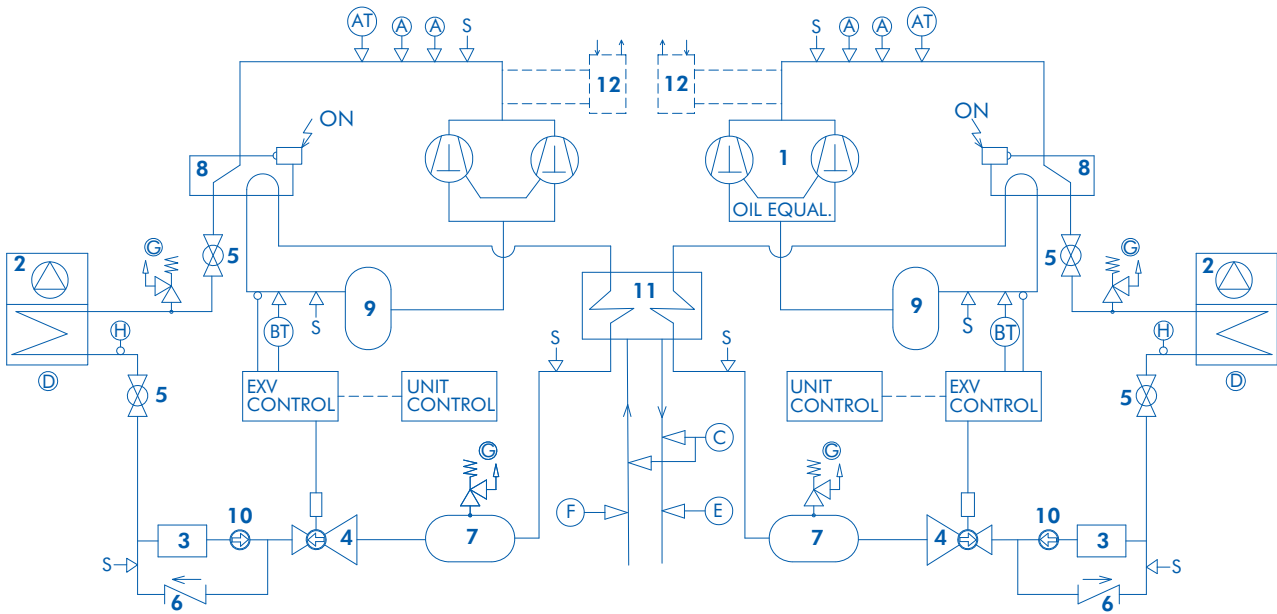 AT A A S
S A A AT
12 12
ON
ON
8
1
8
OIL EQUAL.
G
5
2
5
G
2
11
9
9
H
S
BT
S
BT
H
D
S
S
D
5
EXV
CONTROL
UNIT
CONTROL
UNIT
CONTROL
EXV
CONTROL
5
G
C
G
10
F
E
10
3
4
7
7
4
3
S
S
6
6